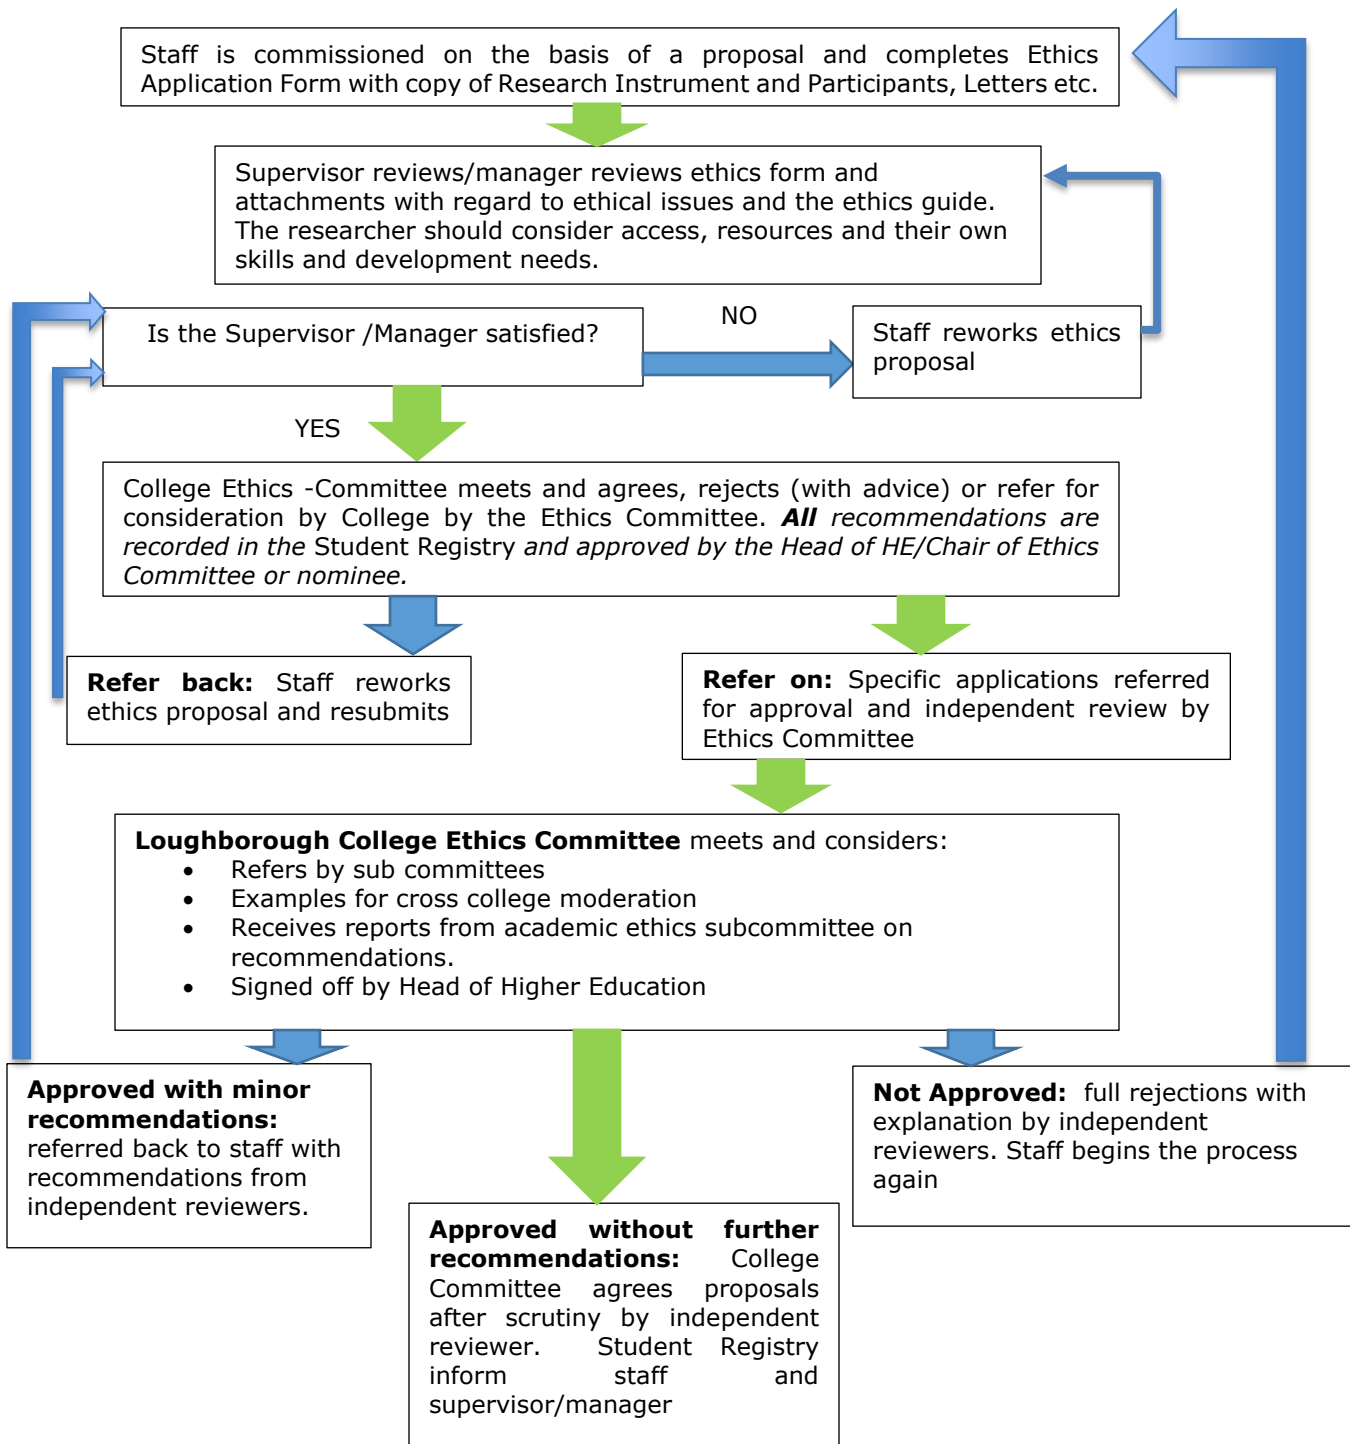 Staff is commissioned on the basis of a proposal and completes Ethics
Application Form with copy of Research Instrument and Participants, Letters etc.
Supervisor reviews/manager reviews ethics form and
attachments with regard to ethical issues and the ethics guide.
The researcher should consider access, resources and their own
skills and development needs.
Is the Supervisor /Manager satisfied?
NO
Staff reworks ethics
proposal
YES
College Ethics -Committee meets and agrees, rejects (with advice) or refer for
consideration by College by the Ethics Committee. All recommendations are
recorded in the Student Registry and approved by the Head of HE/Chair of Ethics
Committee or nominee.
Refer back: Staff reworks
ethics proposal and resubmits
Refer on: Specific applications referred
for approval and independent review by
Ethics Committee
Loughborough College Ethics Committee meets and considers:
• Refers by sub committees
• Examples for cross college moderation
• Receives reports from academic ethics subcommittee on
recommendations.
• Signed off by Head of Higher Education
Approved with minor
recommendations:
referred back to staff with
recommendations from
independent reviewers.
Not Approved: full rejections with
explanation by independent
reviewers. Staff begins the process
again
Approved without further
recommendations: College
Committee agrees proposals
after scrutiny by independent
reviewer. Student Registry
inform staff and
supervisor/manager